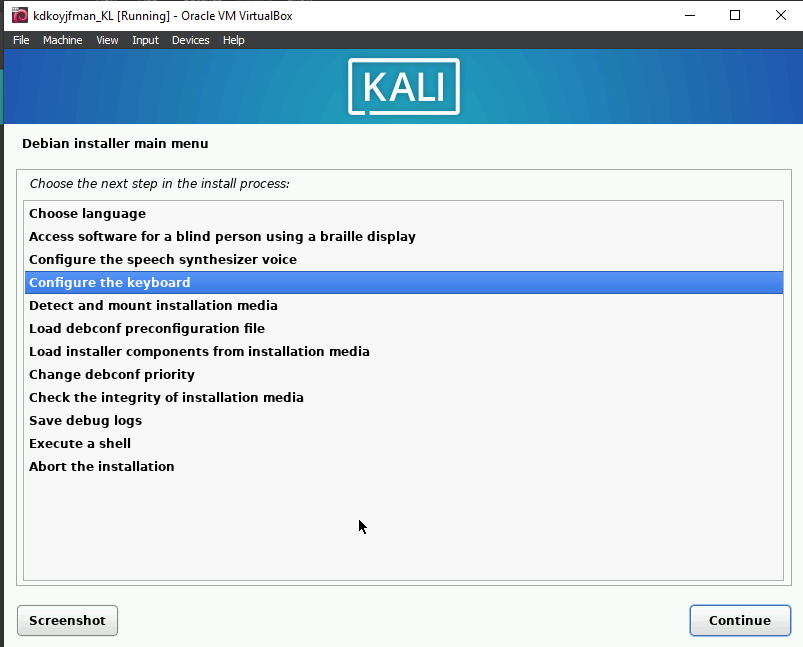 kdkoyjfman_KL [Running] - Oracle VM VirtualBox
File Machine View Input Devices Help
KALI
Debian installer main menu
Choose the next step in the install process:
Choose language
Access software for a blind person using a braille display
Configure the speech synthesizer voice
Configure the keyboard
Detect and mount installation media
Load debconf preconfiguration file
Load installer components from installation media
Change debconf priority
Check the integrity of installation media
Save debug logs
Execute a shell
Abort the installation
Screenshot Continue